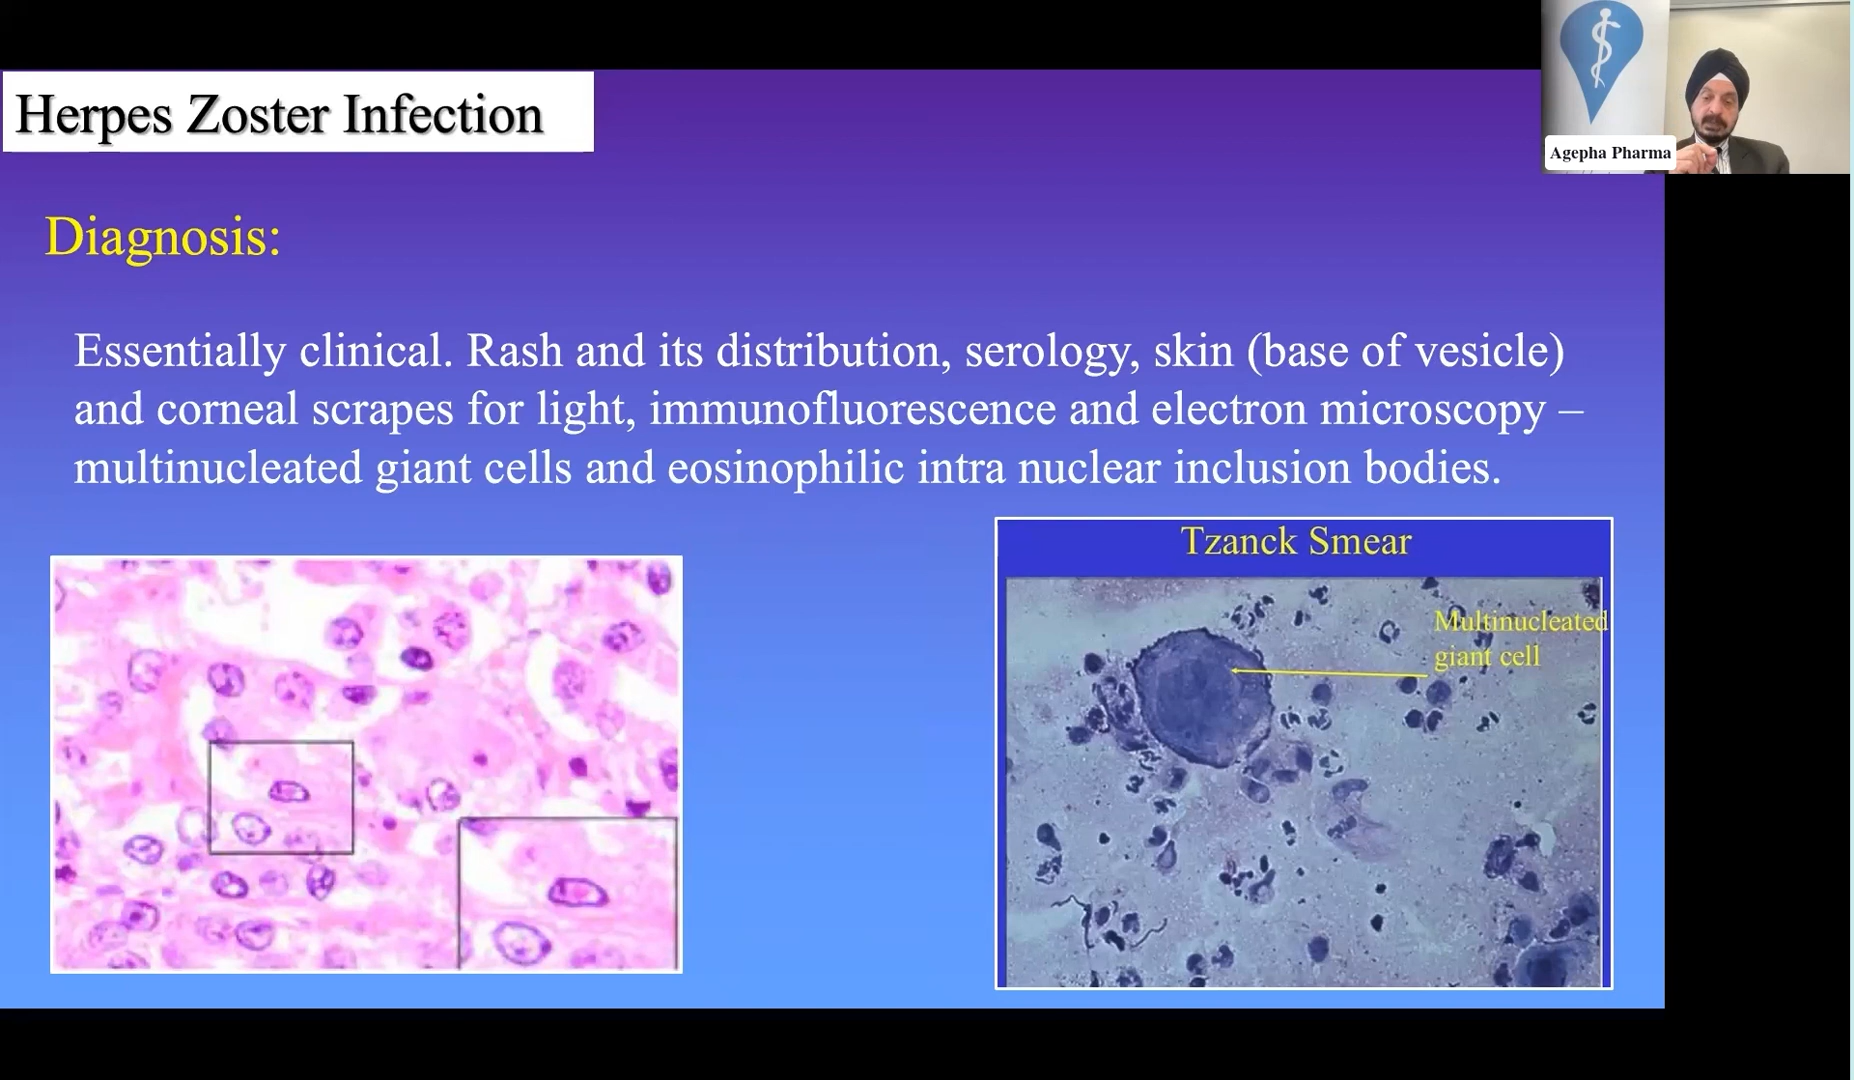 Herpes Zoster Infection
Agepha Pharma
Diagnosis:
Essentially clinical. Rash and its distribution, serology, skin (base of vesicle)
and corneal scrapes for light, immunofluorescence and electron microscopy –
multinucleated giant cells and eosinophilic intra nuclear inclusion bodies.
Tzanck Smear
Multinucleated
giant cell